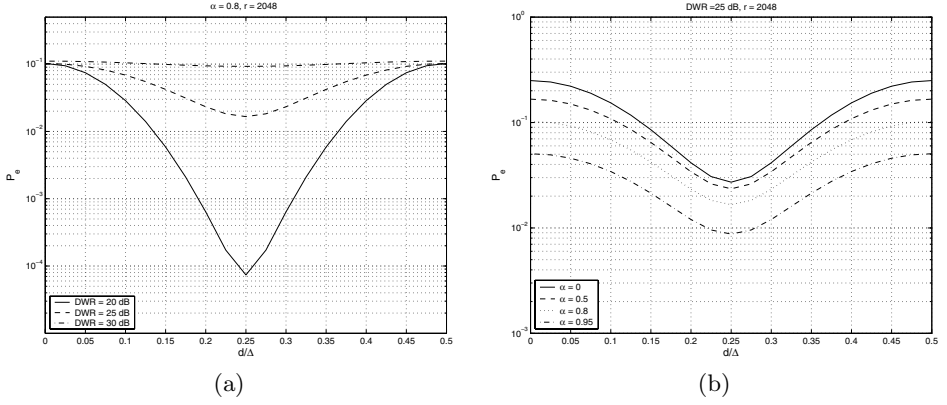 α = 0.8, r = 2048
10⁻¹
10⁻²
10⁻³
10⁻⁴
Pe
DWR = 20 dB
DWR = 25 dB
DWR = 30 dB
0 0.05 0.1 0.15 0.2 0.25 0.3 0.35 0.4 0.45 0.5
d/Δ
(a)
DWR =25 dB, r = 2048
10⁰
10⁻¹
10⁻²
10⁻³
Pe
α = 0
α = 0.5
α = 0.8
α = 0.95
0 0.05 0.1 0.15 0.2 0.25 0.3 0.35 0.4 0.45 0.5
d/Δ
(b)